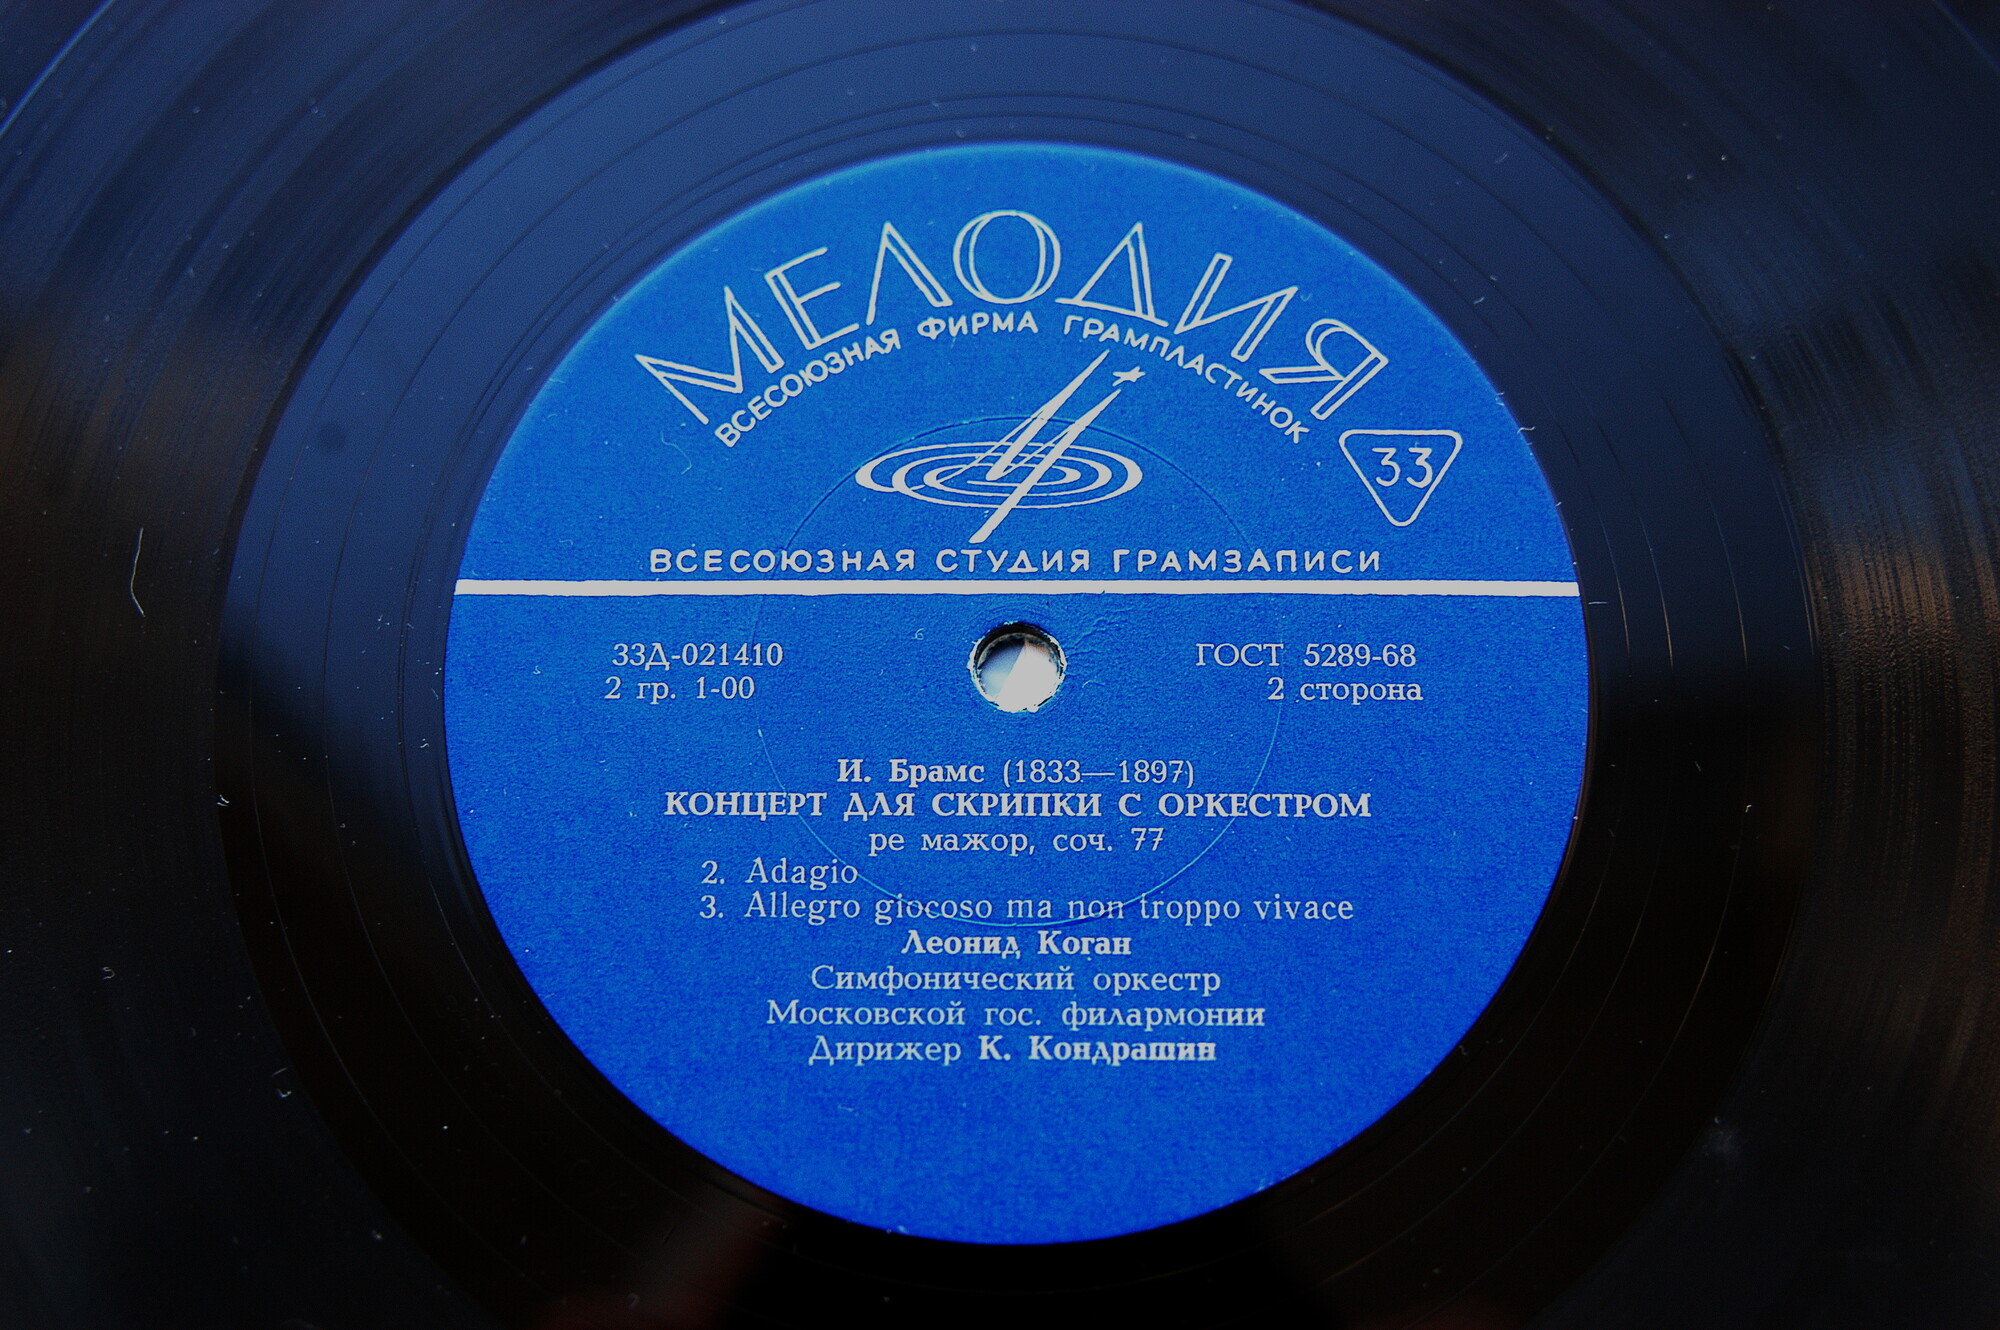 МЕЛОДИЯ
ВСЕСОЮЗНАЯ ФИРМА ГРАМПЛАСТИНОК
33
ВСЕСОЮЗНАЯ СТУДИЯ ГРАМЗАПИСИ
33Д-021410 ГОСТ 5289-68
2 гр. 1-00 2 сторона
И. Брамс (1833—1897)
КОНЦЕРТ ДЛЯ СКРИПКИ С ОРКЕСТРОМ
ре мажор, соч. 77
2. Adagio
3. Allegro giocoso ma non troppo vivace
Леонид Коган
Симфонический оркестр
Московской гос. филармонии
Дирижер К. Кондрашин